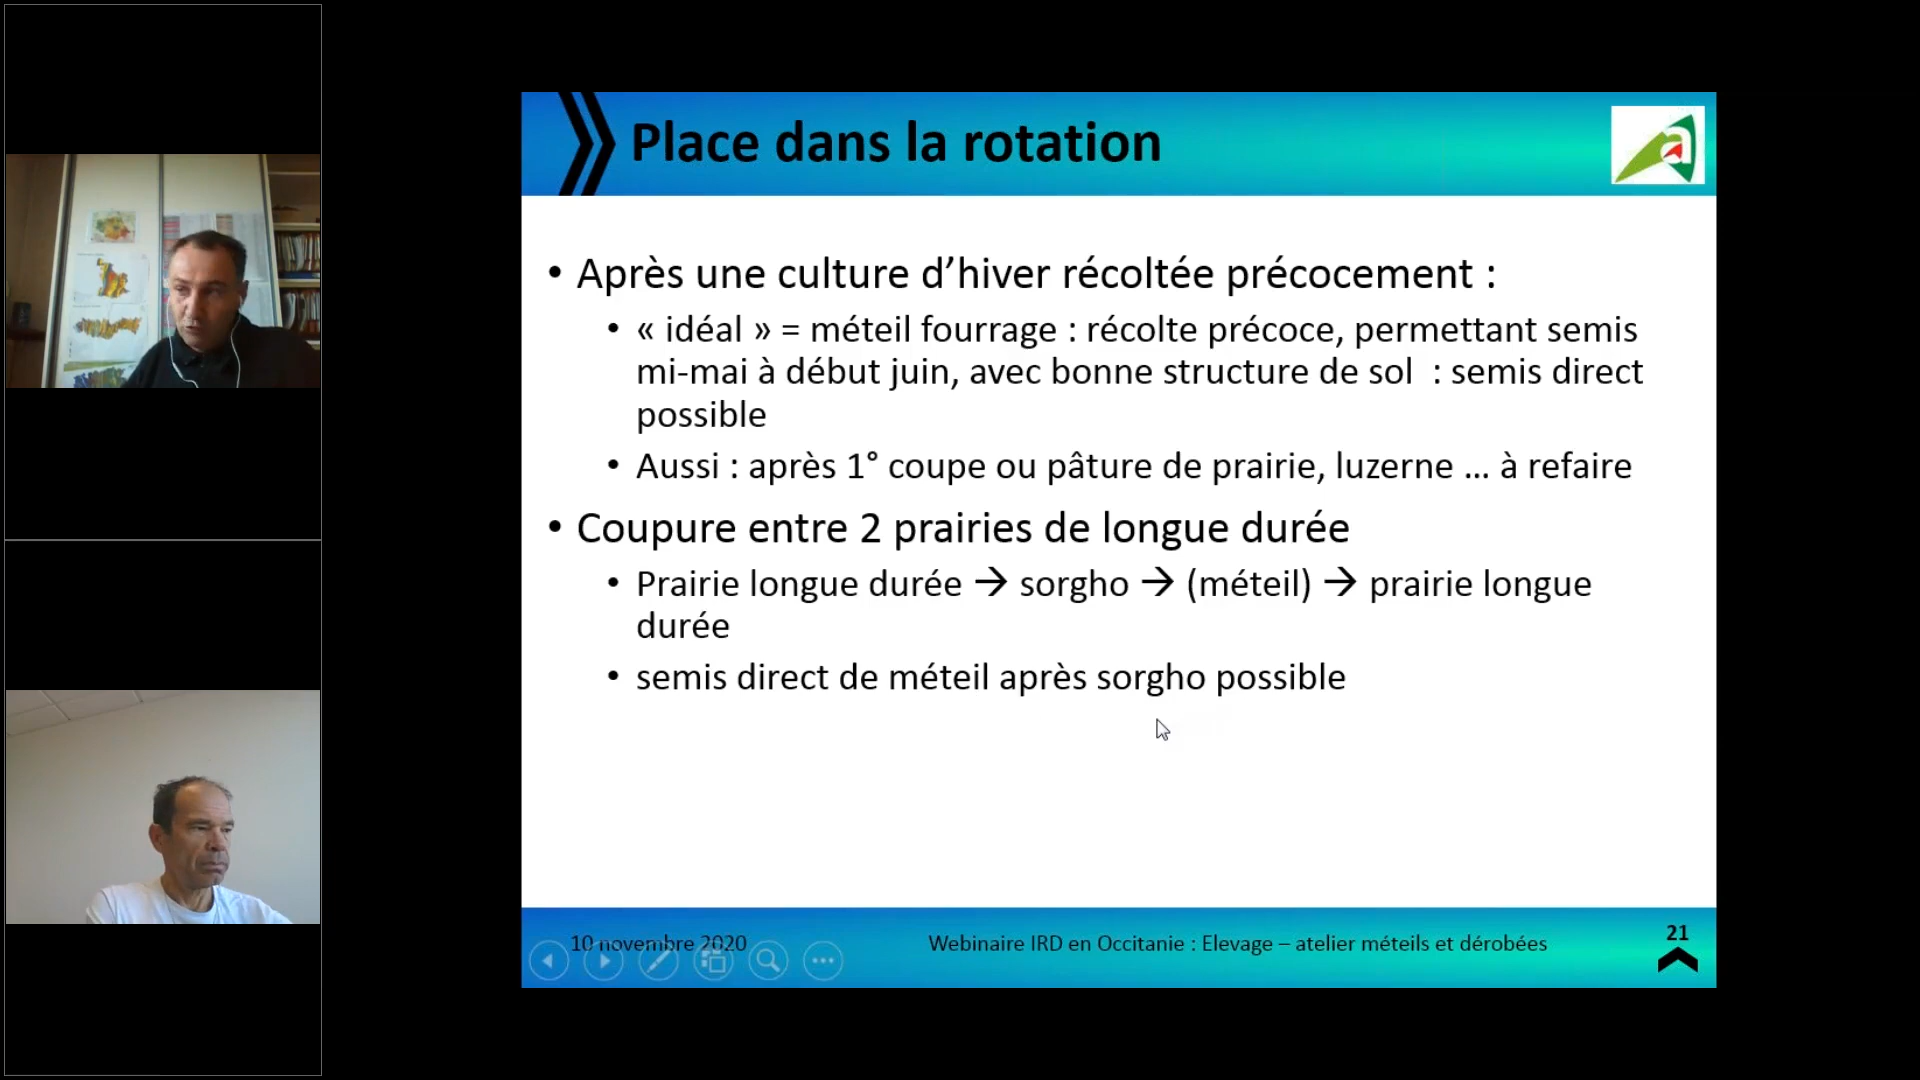 Place dans la rotation
• Après une culture d’hiver récoltée précocement :
• « idéal » = méteil fourrage : récolte précoce, permettant semis
mi-mai à début juin, avec bonne structure de sol  : semis direct
possible
• Aussi : après 1° coupe ou pâture de prairie, luzerne ... à refaire
• Coupure entre 2 prairies de longue durée
• Prairie longue durée → sorgho → (méteil) → prairie longue
durée
• semis direct de méteil après sorgho possible
10 novembre 2020
Webinaire IRD en Occitanie : Elevage – atelier méteils et dérobées
21